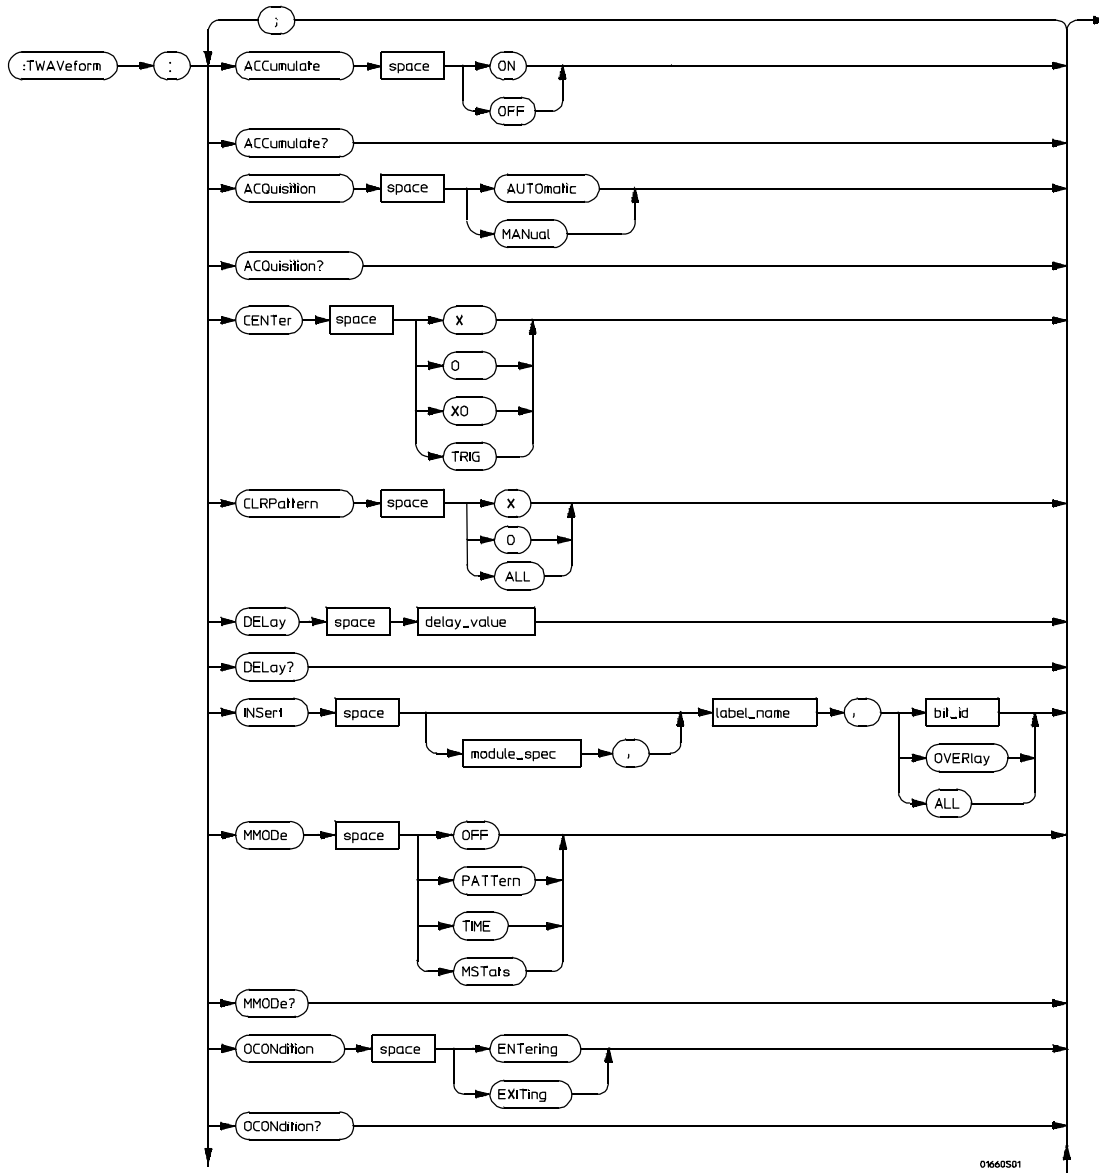 ;
:TWAVeform : ACCumulate space ON
OFF
ACCumulate?
ACQuisition space AUTOmatic
MANual
ACQuisition?
CENTer space X
O
XO
TRIG
CLRPattern space X
O
ALL
DELay space delay_value
DELay?
INSert space label_name , bit_id
module_spec , OVERlay
ALL
MMODe space OFF
PATTern
TIME
MSTats
MMODe?
OCONdition space ENTering
EXITing
OCONdition?
01660S01